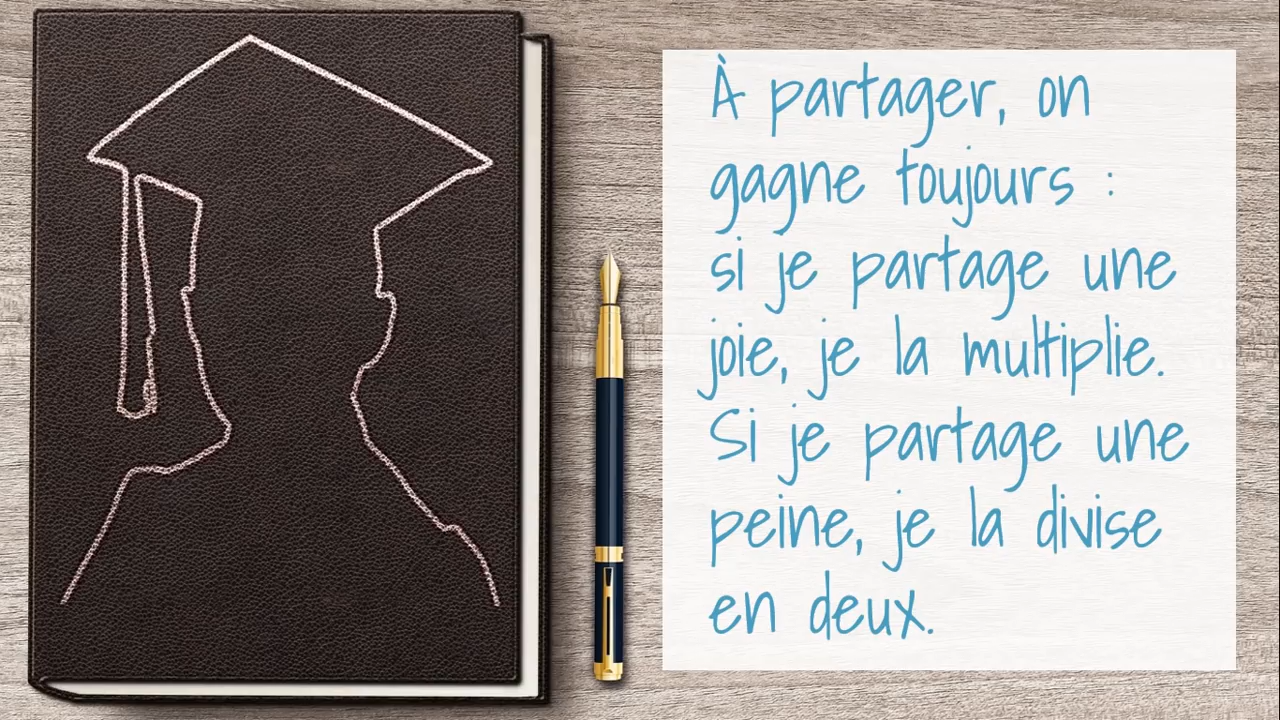 À partager, on
gagne toujours :
si je partage une
joie, je la multiplie.
Si je partage une
peine, je la divise
en deux.